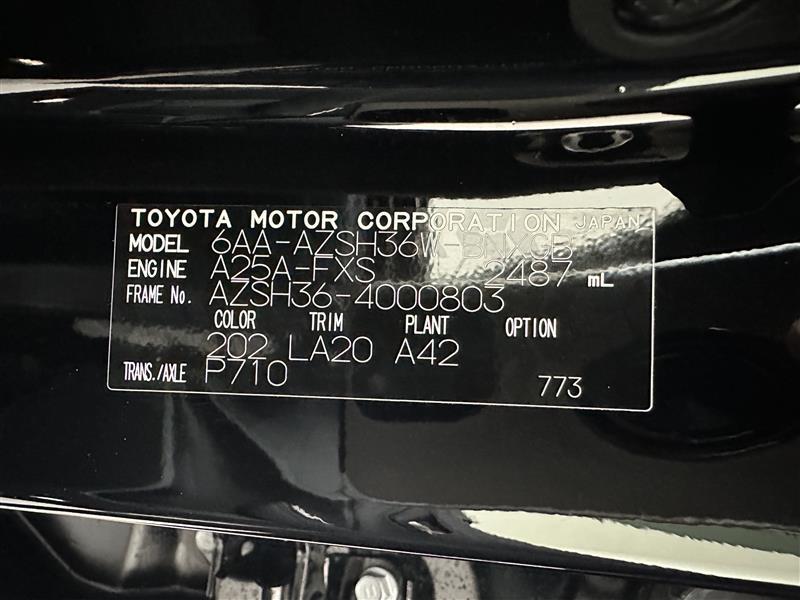 TOYOTA MOTOR CORPORATION JAPAN
MODEL 6AA-AZSH36W-BNXGB
ENGINE A25A-FXS 2487 mL
FRAME No. AZSH36-4000803
COLOR TRIM PLANT OPTION
202 LA20 A42
TRANS./AXLE P710 773